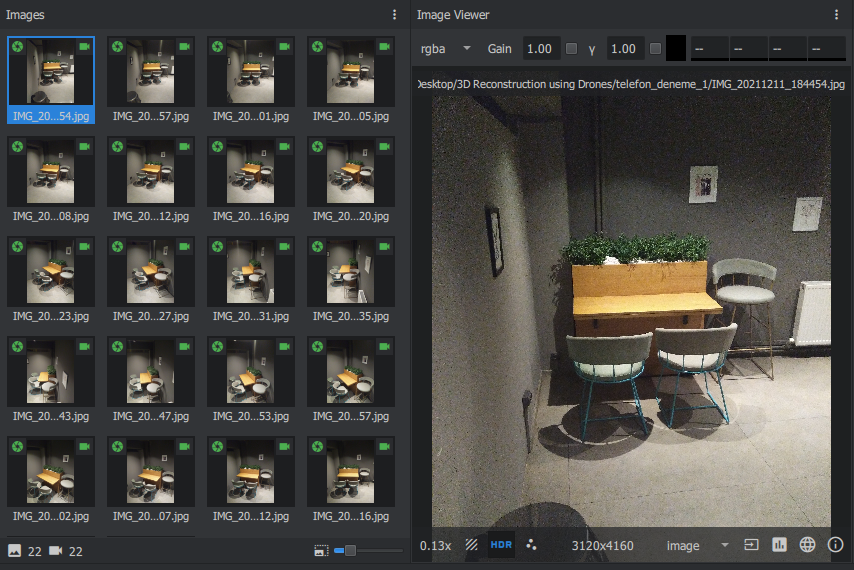 Images
IMG_20...54.jpg
IMG_20...57.jpg
IMG_20...01.jpg
IMG_20...05.jpg
IMG_20...08.jpg
IMG_20...12.jpg
IMG_20...16.jpg
IMG_20...20.jpg
IMG_20...23.jpg
IMG_20...27.jpg
IMG_20...31.jpg
IMG_20...35.jpg
IMG_20...43.jpg
IMG_20...47.jpg
IMG_20...53.jpg
IMG_20...57.jpg
IMG_20...02.jpg
IMG_20...07.jpg
IMG_20...12.jpg
IMG_20...16.jpg
22 22
Image Viewer
rgba Gain 1.00 γ 1.00 -- -- -- --
Desktop/3D Reconstruction using Drones/telefon_deneme_1/IMG_20211211_184454.jpg
0.13x HDR 3120x4160 image